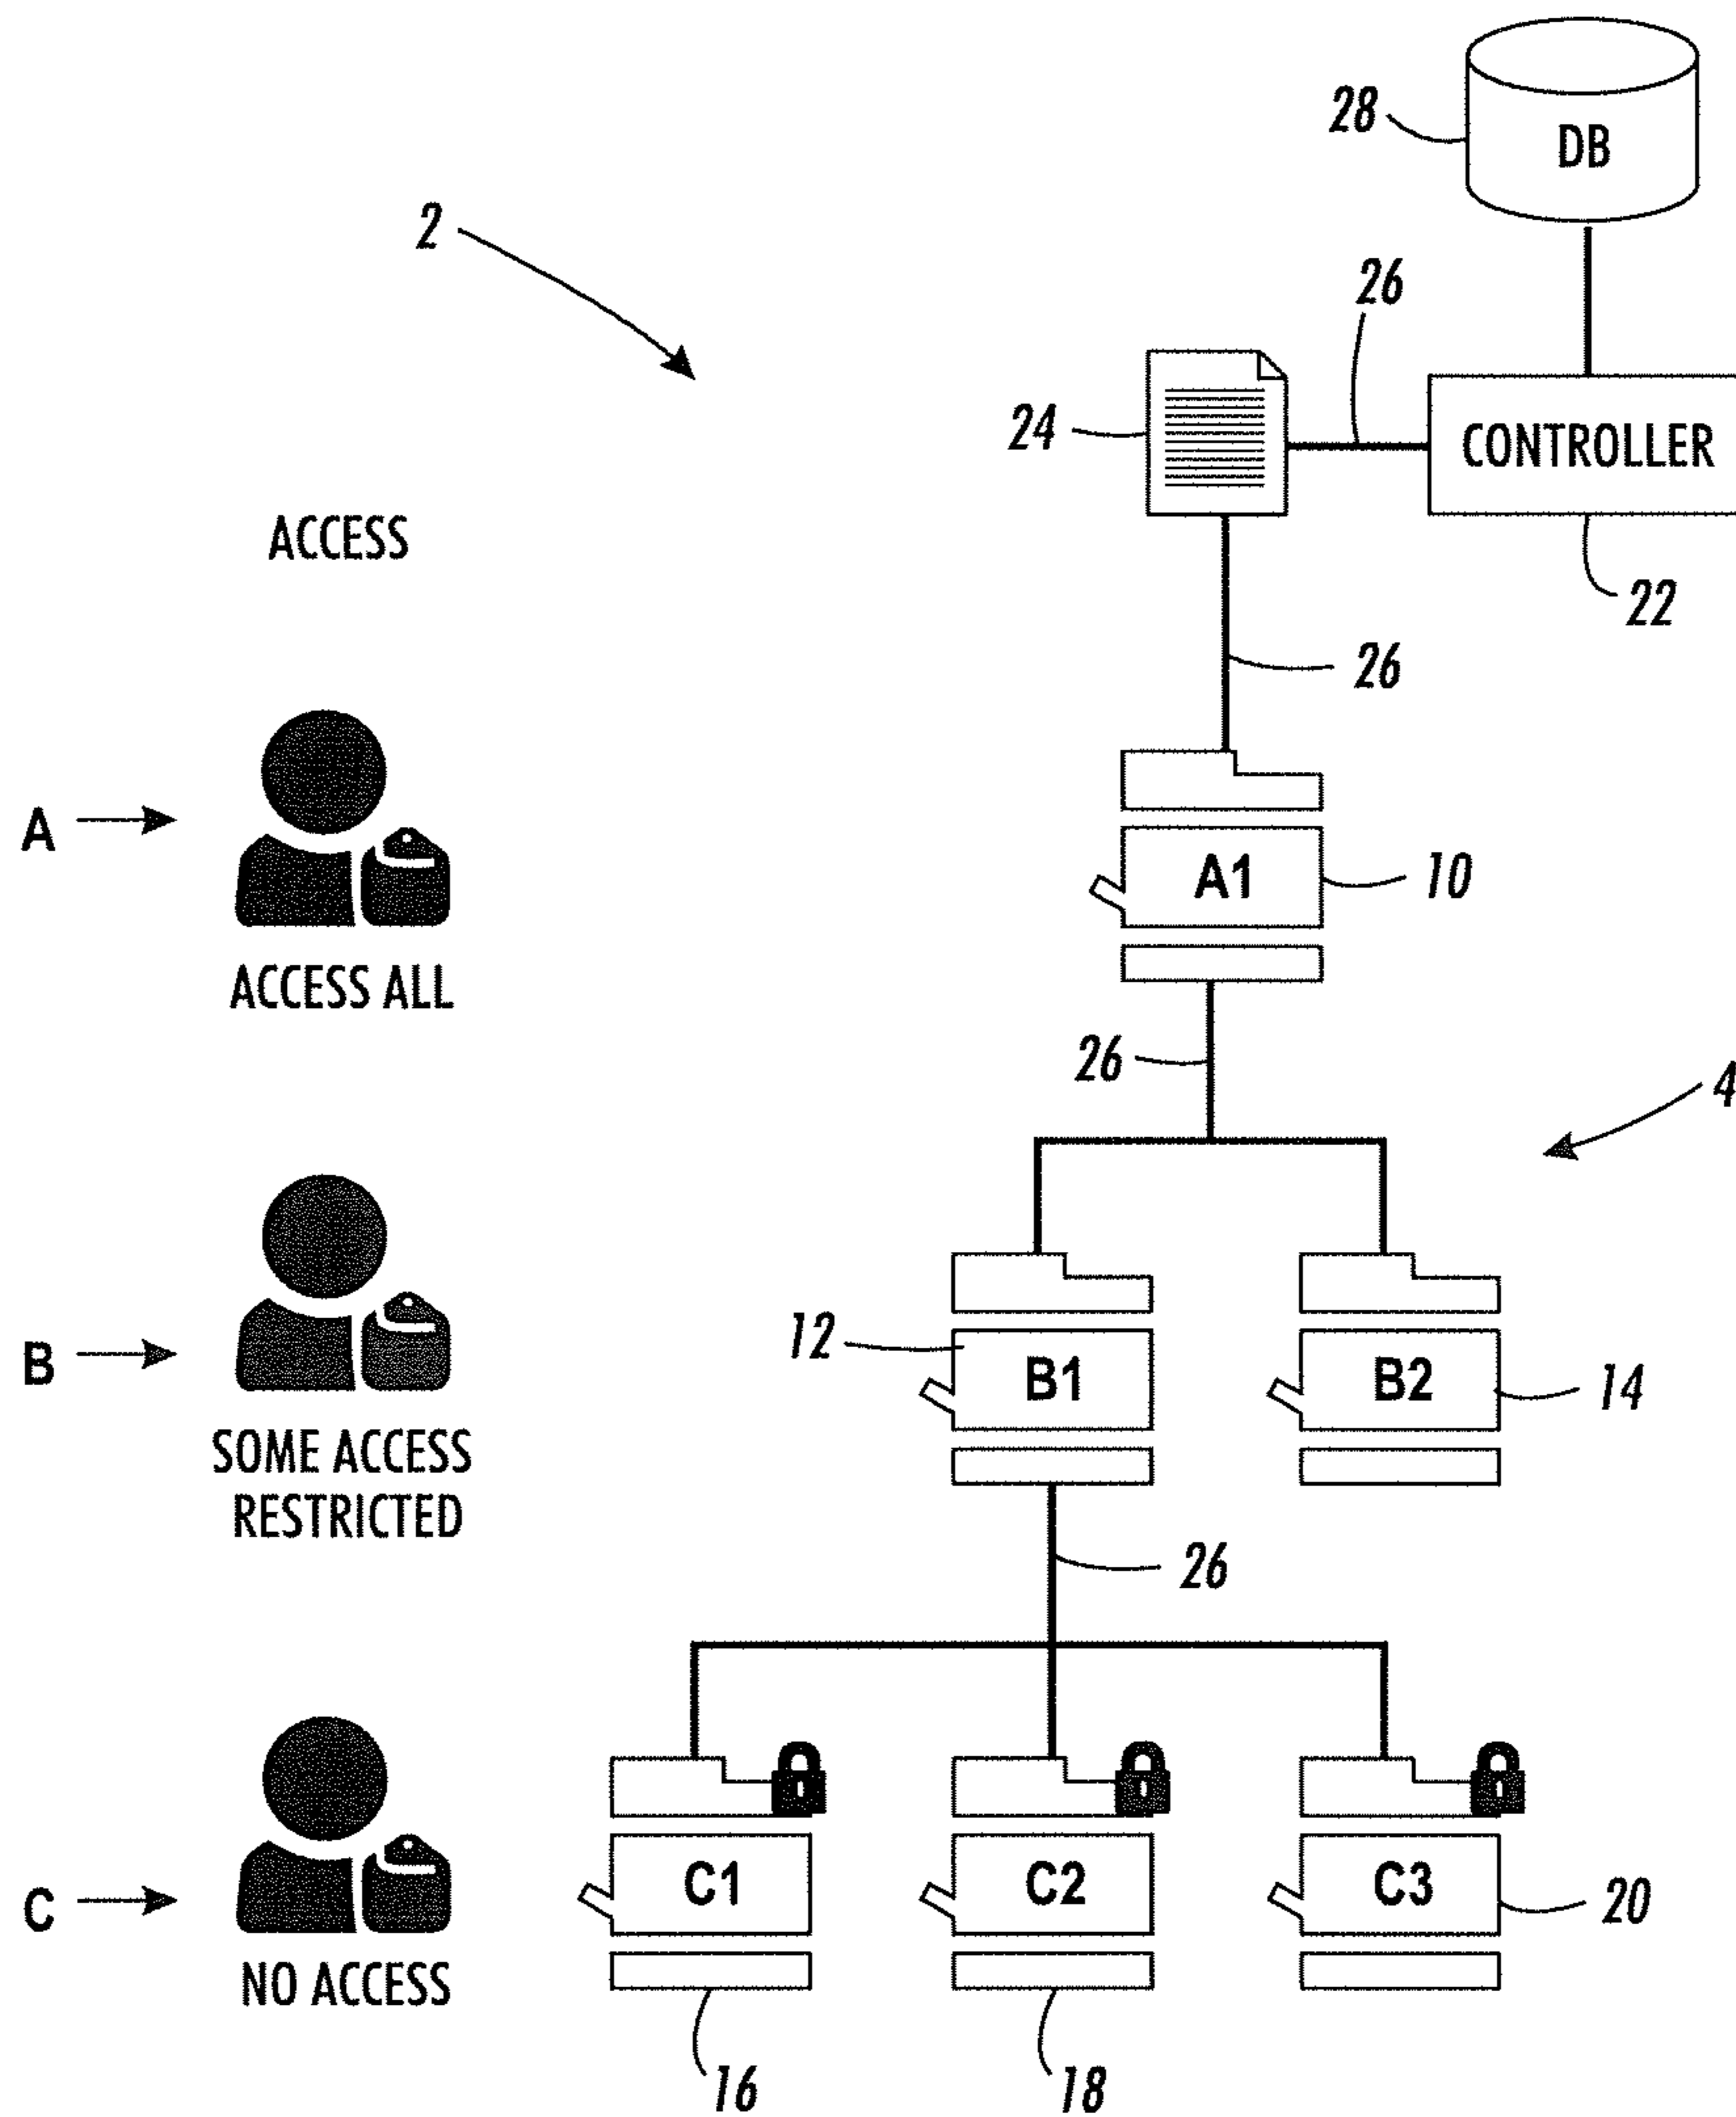 28
DB
2
26
24
CONTROLLER
ACCESS
22
26
A
A1
10
ACCESS ALL
26
4
12
B1
B2
14
B
SOME ACCESS
RESTRICTED
26
C1
C2
C3
20
C
NO ACCESS
16
18